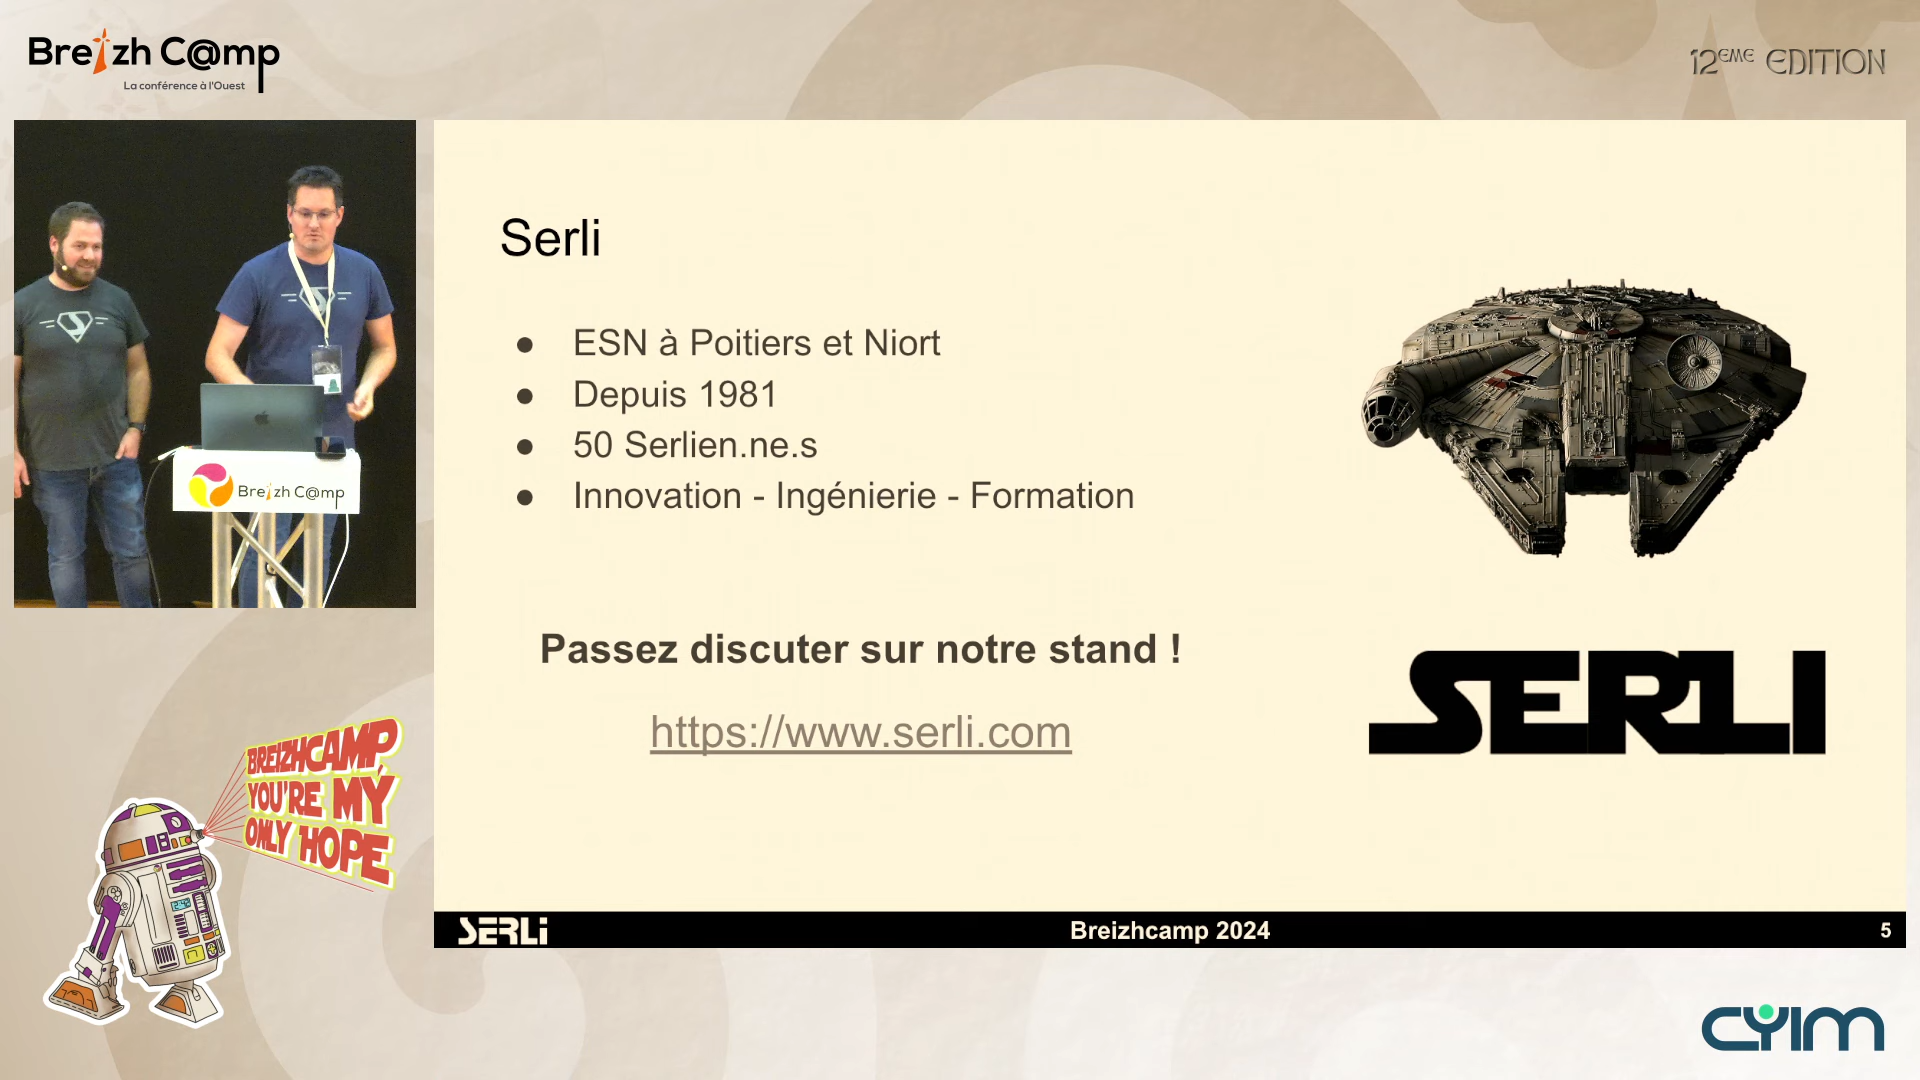 Breizh C@mp
La conférence à l'Ouest
12EME EDITION
Breizh C@mp
Serli
● ESN à Poitiers et Niort
● Depuis 1981
● 50 Serlien.ne.s
● Innovation - Ingénierie - Formation
Passez discuter sur notre stand !
https://www.serli.com
SERLI
BREIZHCAMP,
YOU'RE MY
ONLY HOPE
SERLI
Breizhcamp 2024
5
CYIM